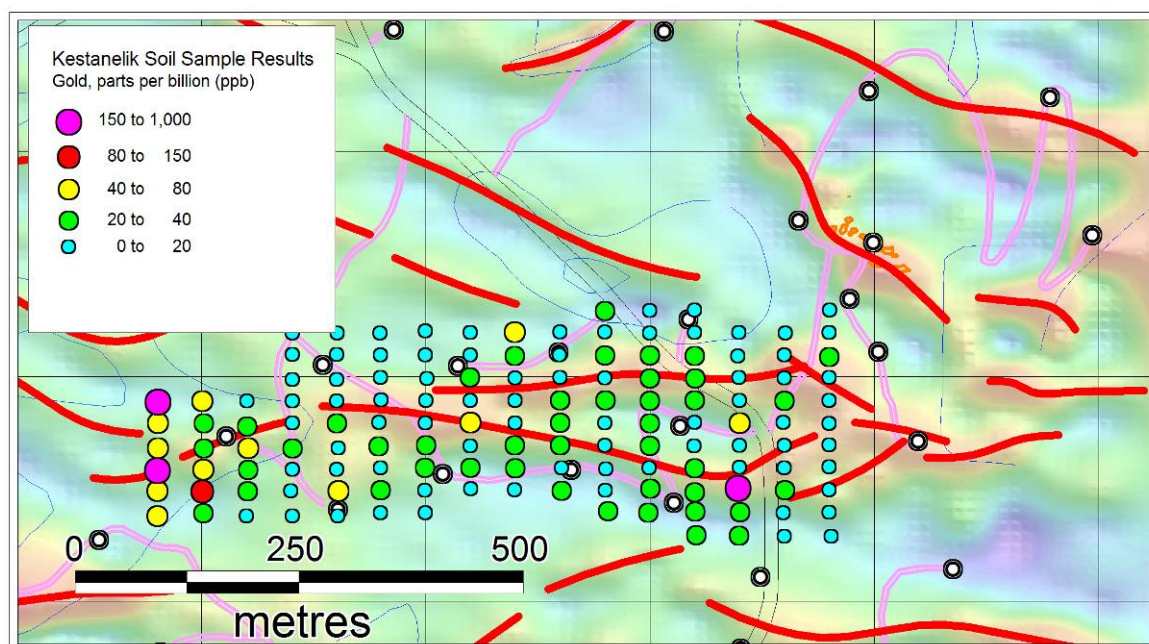 Kestanelik Soil Sample Results
Gold, parts per billion (ppb)
150 to 1,000
80 to 150
40 to 80
20 to 40
0 to 20
0 250 500
metres